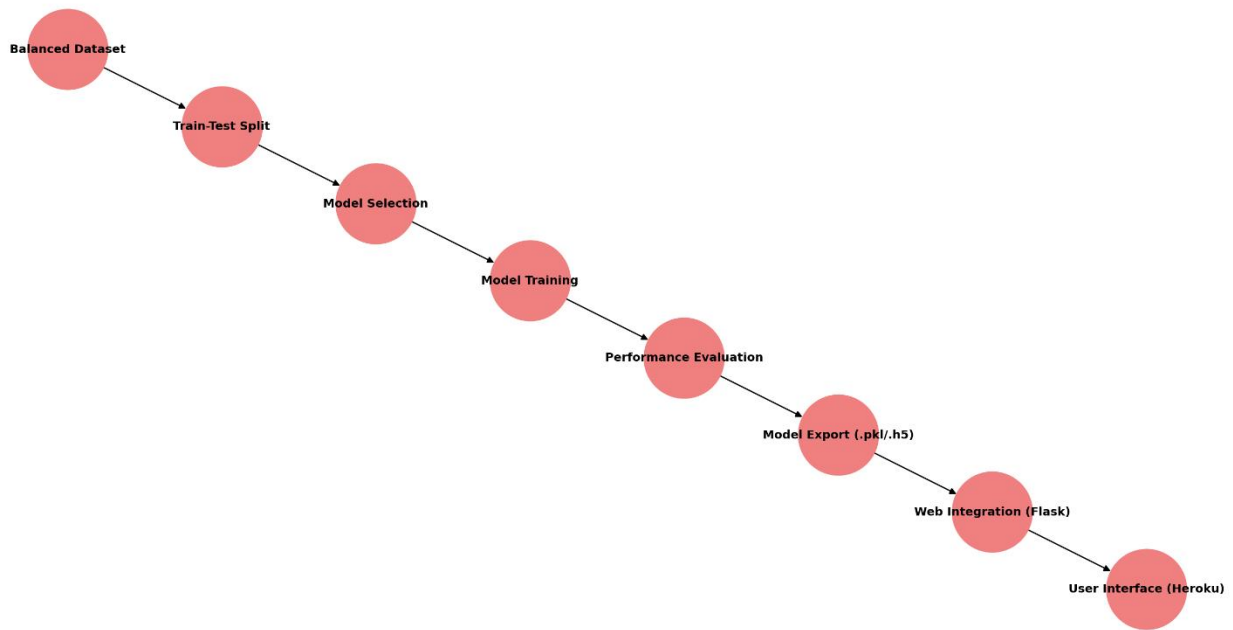 Balanced Dataset
Train-Test Split
Model Selection
Model Training
Performance Evaluation
Model Export (.pkl/.h5)
Web Integration (Flask)
User Interface (Heroku)